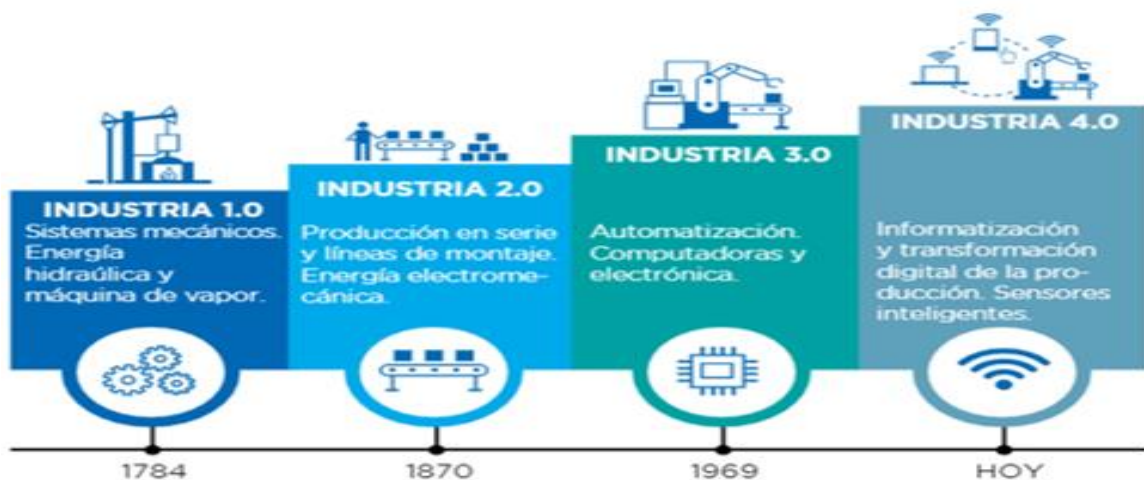 INDUSTRIA 1.0
Sistemas mecánicos.
Energía
hidraúlica y
máquina de vapor.
INDUSTRIA 2.0
Producción en serie
y líneas de montaje.
Energía electrome-
cánica.
INDUSTRIA 3.0
Automatización.
Computadoras y
electrónica.
INDUSTRIA 4.0
Informatización
y transformación
digital de la pro-
ducción. Sensores
inteligentes.
1784
1870
1969
HOY